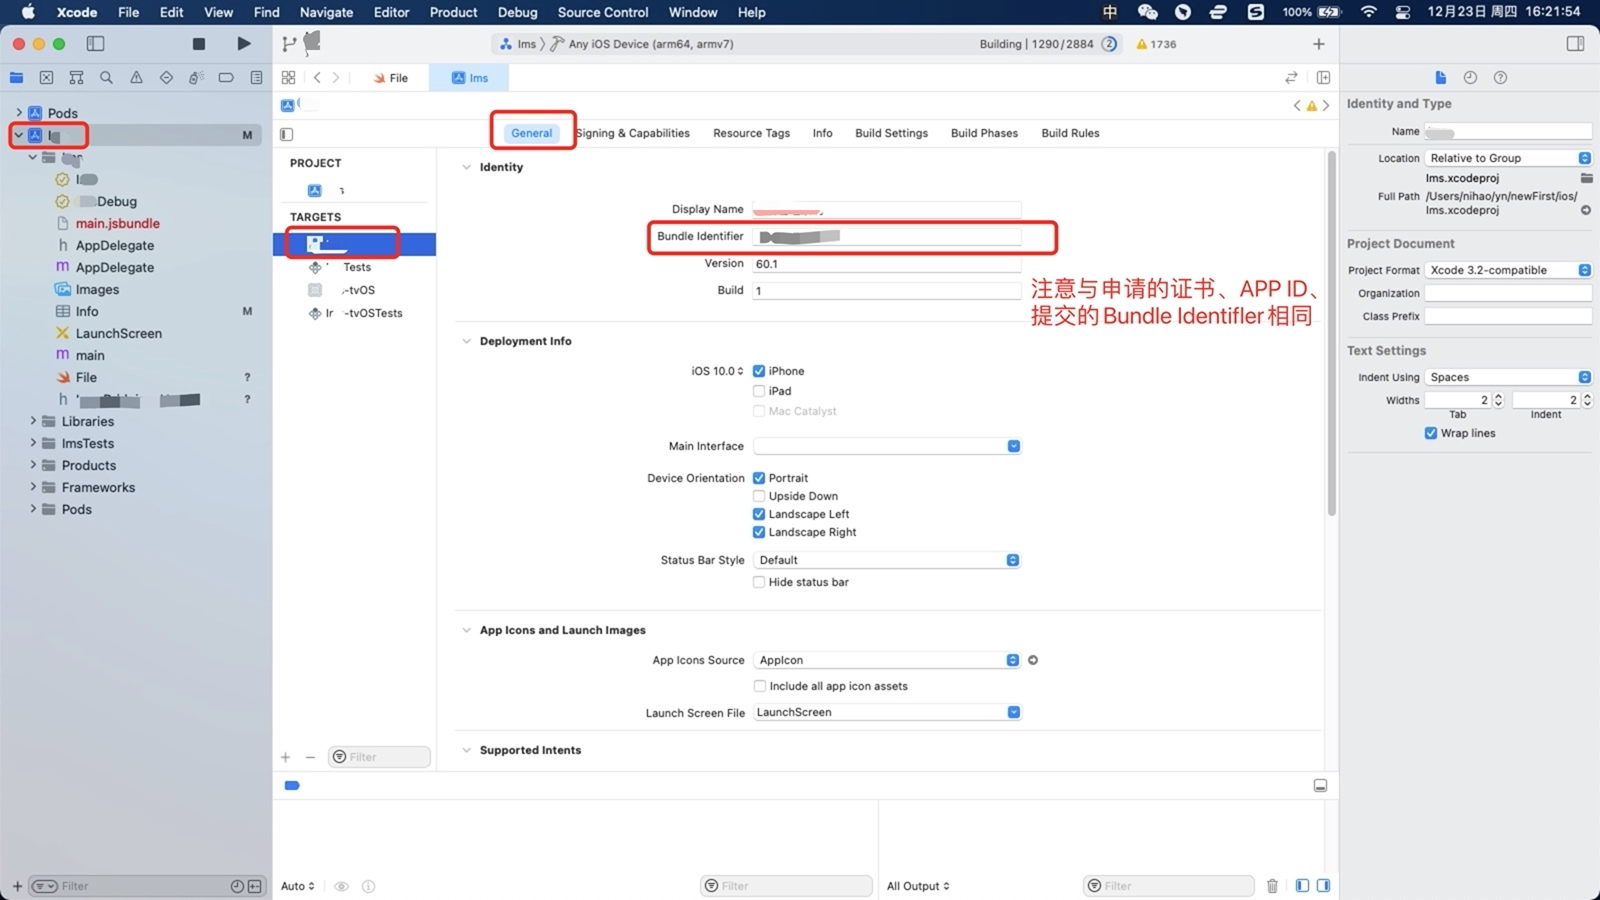 Xcode File Edit View Find Navigate Editor Product Debug Source Control Window Help 中 100% 12月23日 周四 16:21:54
Ims Any iOS Device (arm64, armv7) Building | 1290/2884 2 1736
File Ims
General Signing & Capabilities Resource Tags Info Build Settings Build Phases Build Rules
Pods
M
Debug
main.jsbundle
AppDelegate
AppDelegate
Images
Info M
LaunchScreen
main
File ?
?
Libraries
ImsTests
Products
Frameworks
Pods
Filter
PROJECT
TARGETS
Tests
-tvOS
-tvOSTests
Filter
Identity
Display Name
Bundle Identifier
Version 60.1
Build 1
注意与申请的证书、APP ID、
提交的Bundle Identifler相同
Deployment Info
iOS 10.0 iPhone
iPad
Mac Catalyst
Main Interface
Device Orientation Portrait
Upside Down
Landscape Left
Landscape Right
Status Bar Style Default
Hide status bar
App Icons and Launch Images
App Icons Source AppIcon
Include all app icon assets
Launch Screen File LaunchScreen
Supported Intents
Auto Filter All Output Filter
Identity and Type
Name
Location Relative to Group
Ims.xcodeproj
Full Path /Users/nihao/yn/newFirst/ios/
Ims.xcodeproj
Project Document
Project Format Xcode 3.2-compatible
Organization
Class Prefix
Text Settings
Indent Using Spaces
Widths 2 2
Tab Indent
Wrap lines